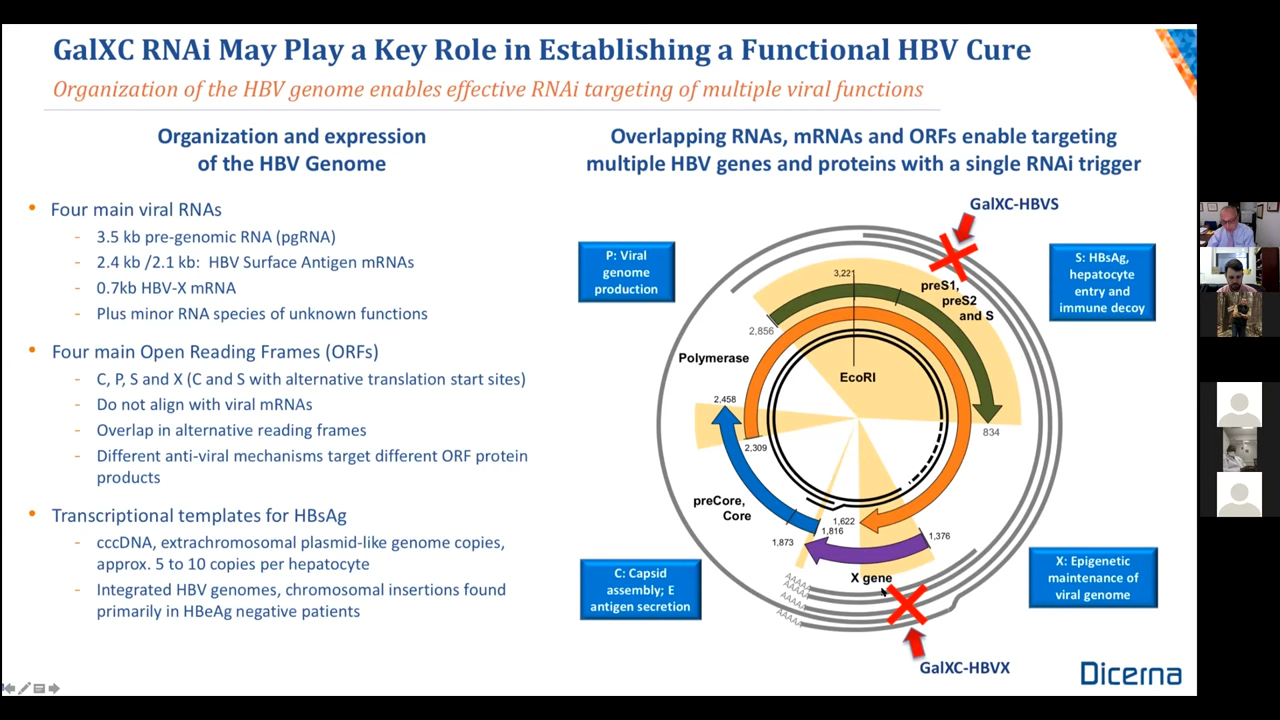 GalXC RNAi May Play a Key Role in Establishing a Functional HBV Cure
Organization of the HBV genome enables effective RNAi targeting of multiple viral functions
Organization and expression
of the HBV Genome
• Four main viral RNAs
- 3.5 kb pre-genomic RNA (pgRNA)
- 2.4 kb /2.1 kb: HBV Surface Antigen mRNAs
- 0.7kb HBV-X mRNA
- Plus minor RNA species of unknown functions
• Four main Open Reading Frames (ORFs)
- C, P, S and X (C and S with alternative translation start sites)
- Do not align with viral mRNAs
- Overlap in alternative reading frames
- Different anti-viral mechanisms target different ORF protein
products
• Transcriptional templates for HBsAg
- cccDNA, extrachromosomal plasmid-like genome copies,
approx. 5 to 10 copies per hepatocyte
- Integrated HBV genomes, chromosomal insertions found
primarily in HBeAg negative patients
Overlapping RNAs, mRNAs and ORFs enable targeting
multiple HBV genes and proteins with a single RNAi trigger
GalXC-HBVS
P: Viral
genome
production
S: HBsAg,
hepatocyte
entry and
immune decoy
3,221
preS1,
preS2
and S
2,856
Polymerase
EcoRI
2,458
834
2,309
preCore,
Core
1,622
1,816
1,873
1,376
X gene
AAAAA
AAAAA
AAAAA
AAAAA
C: Capsid
assembly; E
antigen secretion
X: Epigenetic
maintenance of
viral genome
GalXC-HBVX
Dicerna